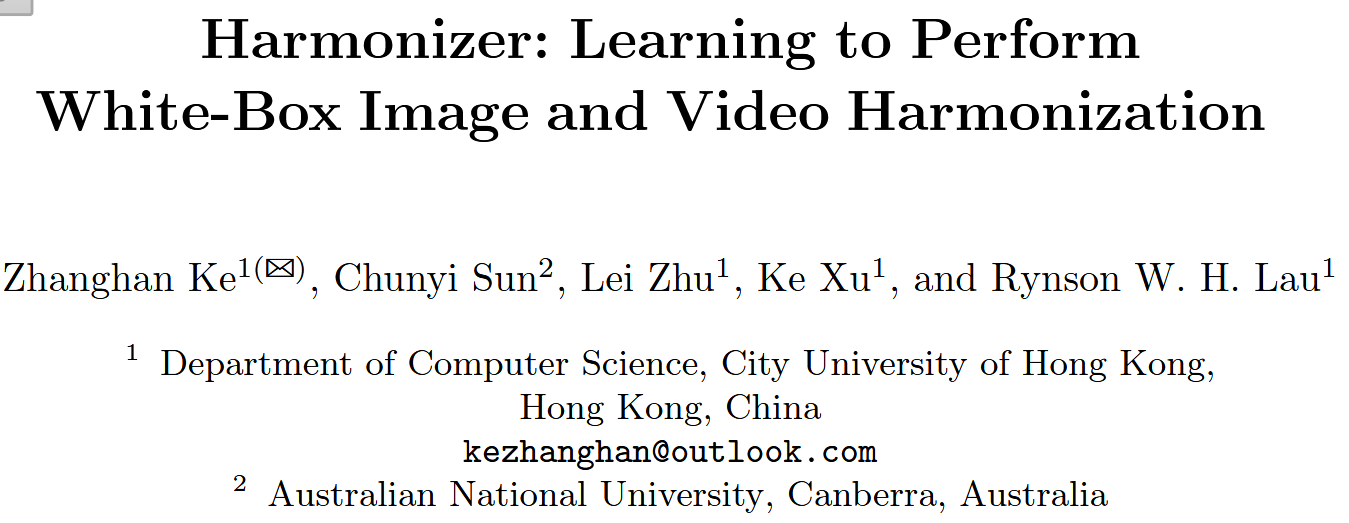 Harmonizer: Learning to Perform
White-Box Image and Video Harmonization
Zhanghan Ke1(✉), Chunyi Sun2, Lei Zhu1, Ke Xu1, and Rynson W. H. Lau1
1 Department of Computer Science, City University of Hong Kong,
Hong Kong, China
kezhanghan@outlook.com
2 Australian National University, Canberra, Australia